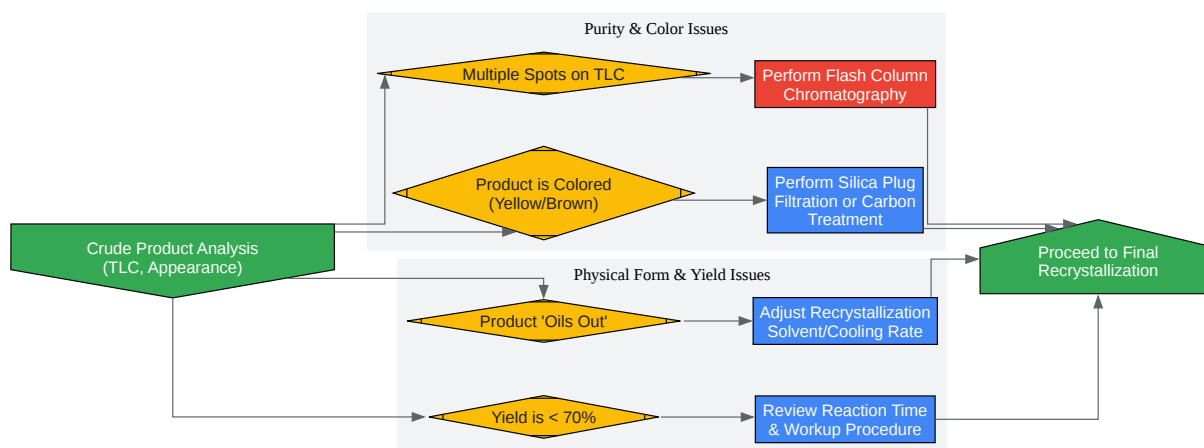 Purity & Color Issues
Multiple Spots on TLC
Perform Flash Column
Chromatography
Product is Colored
(Yellow/Brown)
Perform Silica Plug
Filtration or Carbon
Treatment
Crude Product Analysis
(TLC, Appearance)
Proceed to Final
Recrystallization
Physical Form & Yield Issues
Product 'Oils Out'
Adjust Recrystallization
Solvent/Cooling Rate
Yield is < 70%
Review Reaction Time
& Workup Procedure